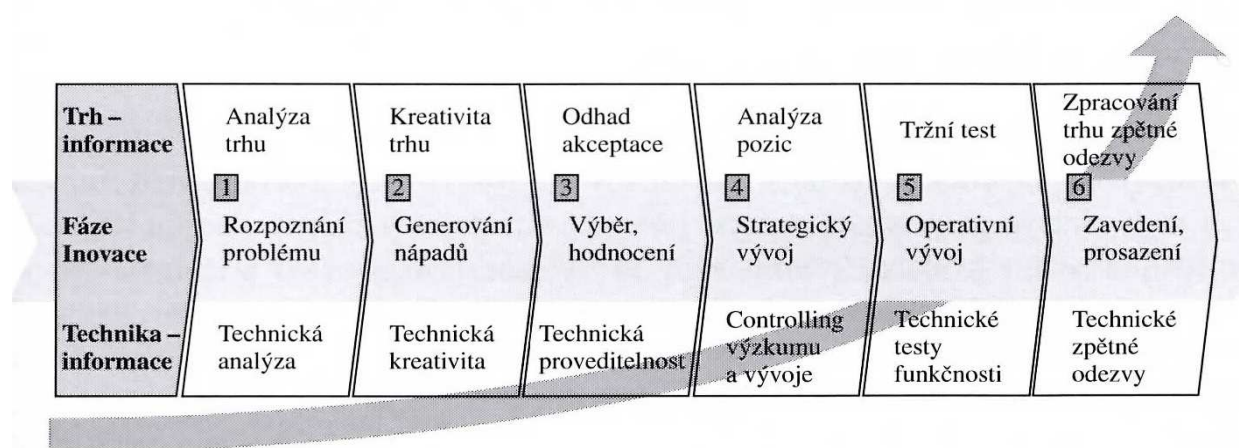 Trh –
informace
Analýza
trhu
Kreativita
trhu
Odhad
akceptace
Analýza
pozic
Tržní test
Zpracování
trhu zpětné
odezvy
Fáze
Inovace
1
Rozpoznání
problému
2
Generování
nápadů
3
Výběr,
hodnocení
4
Strategický
vývoj
5
Operativní
vývoj
6
Zavedení,
prosazení
Technika –
informace
Technická
analýza
Technická
kreativita
Technická
proveditelnost
Controlling
výzkumu
a vývoje
Technické
testy
funkčnosti
Technické
zpětné
odezvy